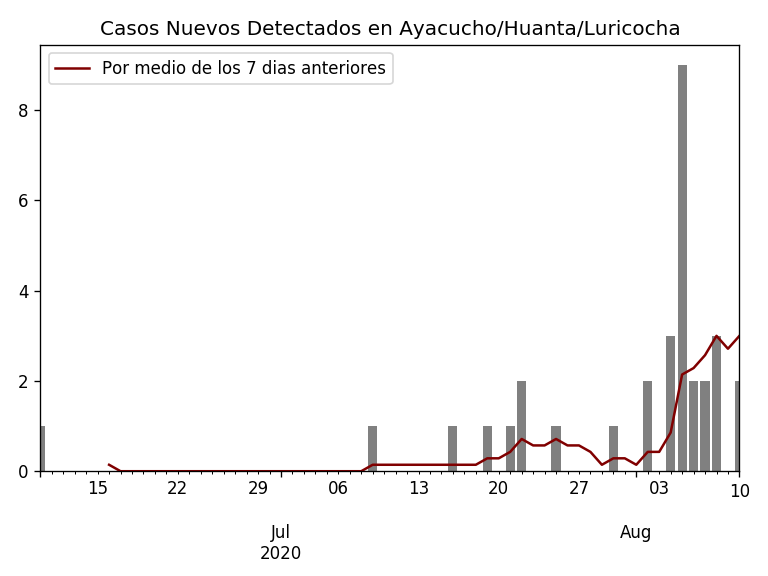 Casos Nuevos Detectados en Ayacucho/Huanta/Luricocha
Por medio de los 7 dias anteriores
8
6
4
2
0
15 22 29 06 13 20 27 03 10
Jul Aug
2020